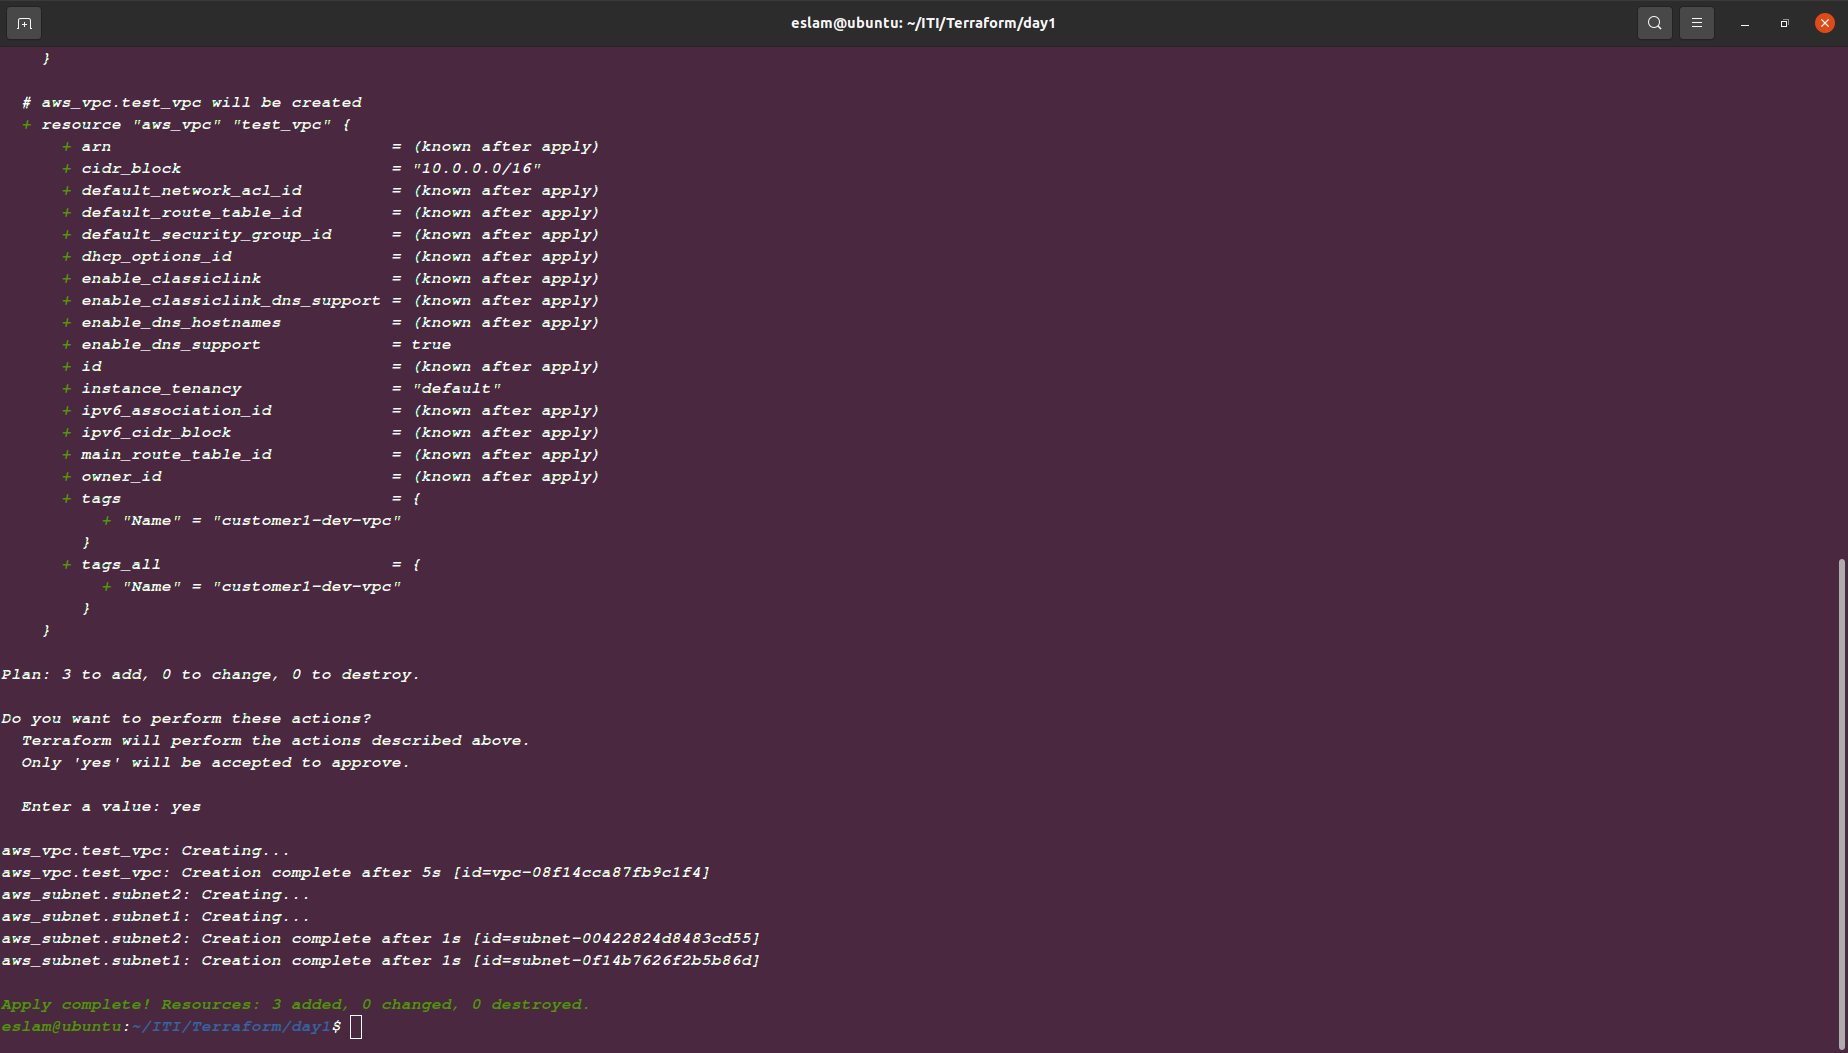 eslam@ubuntu: ~/ITI/Terraform/day1
    }

  # aws_vpc.test_vpc will be created
  + resource "aws_vpc" "test_vpc" {
      + arn                            = (known after apply)
      + cidr_block                     = "10.0.0.0/16"
      + default_network_acl_id         = (known after apply)
      + default_route_table_id         = (known after apply)
      + default_security_group_id      = (known after apply)
      + dhcp_options_id                = (known after apply)
      + enable_classiclink             = (known after apply)
      + enable_classiclink_dns_support = (known after apply)
      + enable_dns_hostnames           = (known after apply)
      + enable_dns_support             = true
      + id                             = (known after apply)
      + instance_tenancy               = "default"
      + ipv6_association_id            = (known after apply)
      + ipv6_cidr_block                = (known after apply)
      + main_route_table_id            = (known after apply)
      + owner_id                       = (known after apply)
      + tags                           = {
          + "Name" = "customer1-dev-vpc"
        }
      + tags_all                       = {
          + "Name" = "customer1-dev-vpc"
        }
    }

Plan: 3 to add, 0 to change, 0 to destroy.

Do you want to perform these actions?
  Terraform will perform the actions described above.
  Only 'yes' will be accepted to approve.

  Enter a value: yes

aws_vpc.test_vpc: Creating...
aws_vpc.test_vpc: Creation complete after 5s [id=vpc-08f14cca87fb9c1f4]
aws_subnet.subnet2: Creating...
aws_subnet.subnet1: Creating...
aws_subnet.subnet2: Creation complete after 1s [id=subnet-00422824d8483cd55]
aws_subnet.subnet1: Creation complete after 1s [id=subnet-0f14b7626f2b5b86d]

Apply complete! Resources: 3 added, 0 changed, 0 destroyed.
eslam@ubuntu:~/ITI/Terraform/day1$